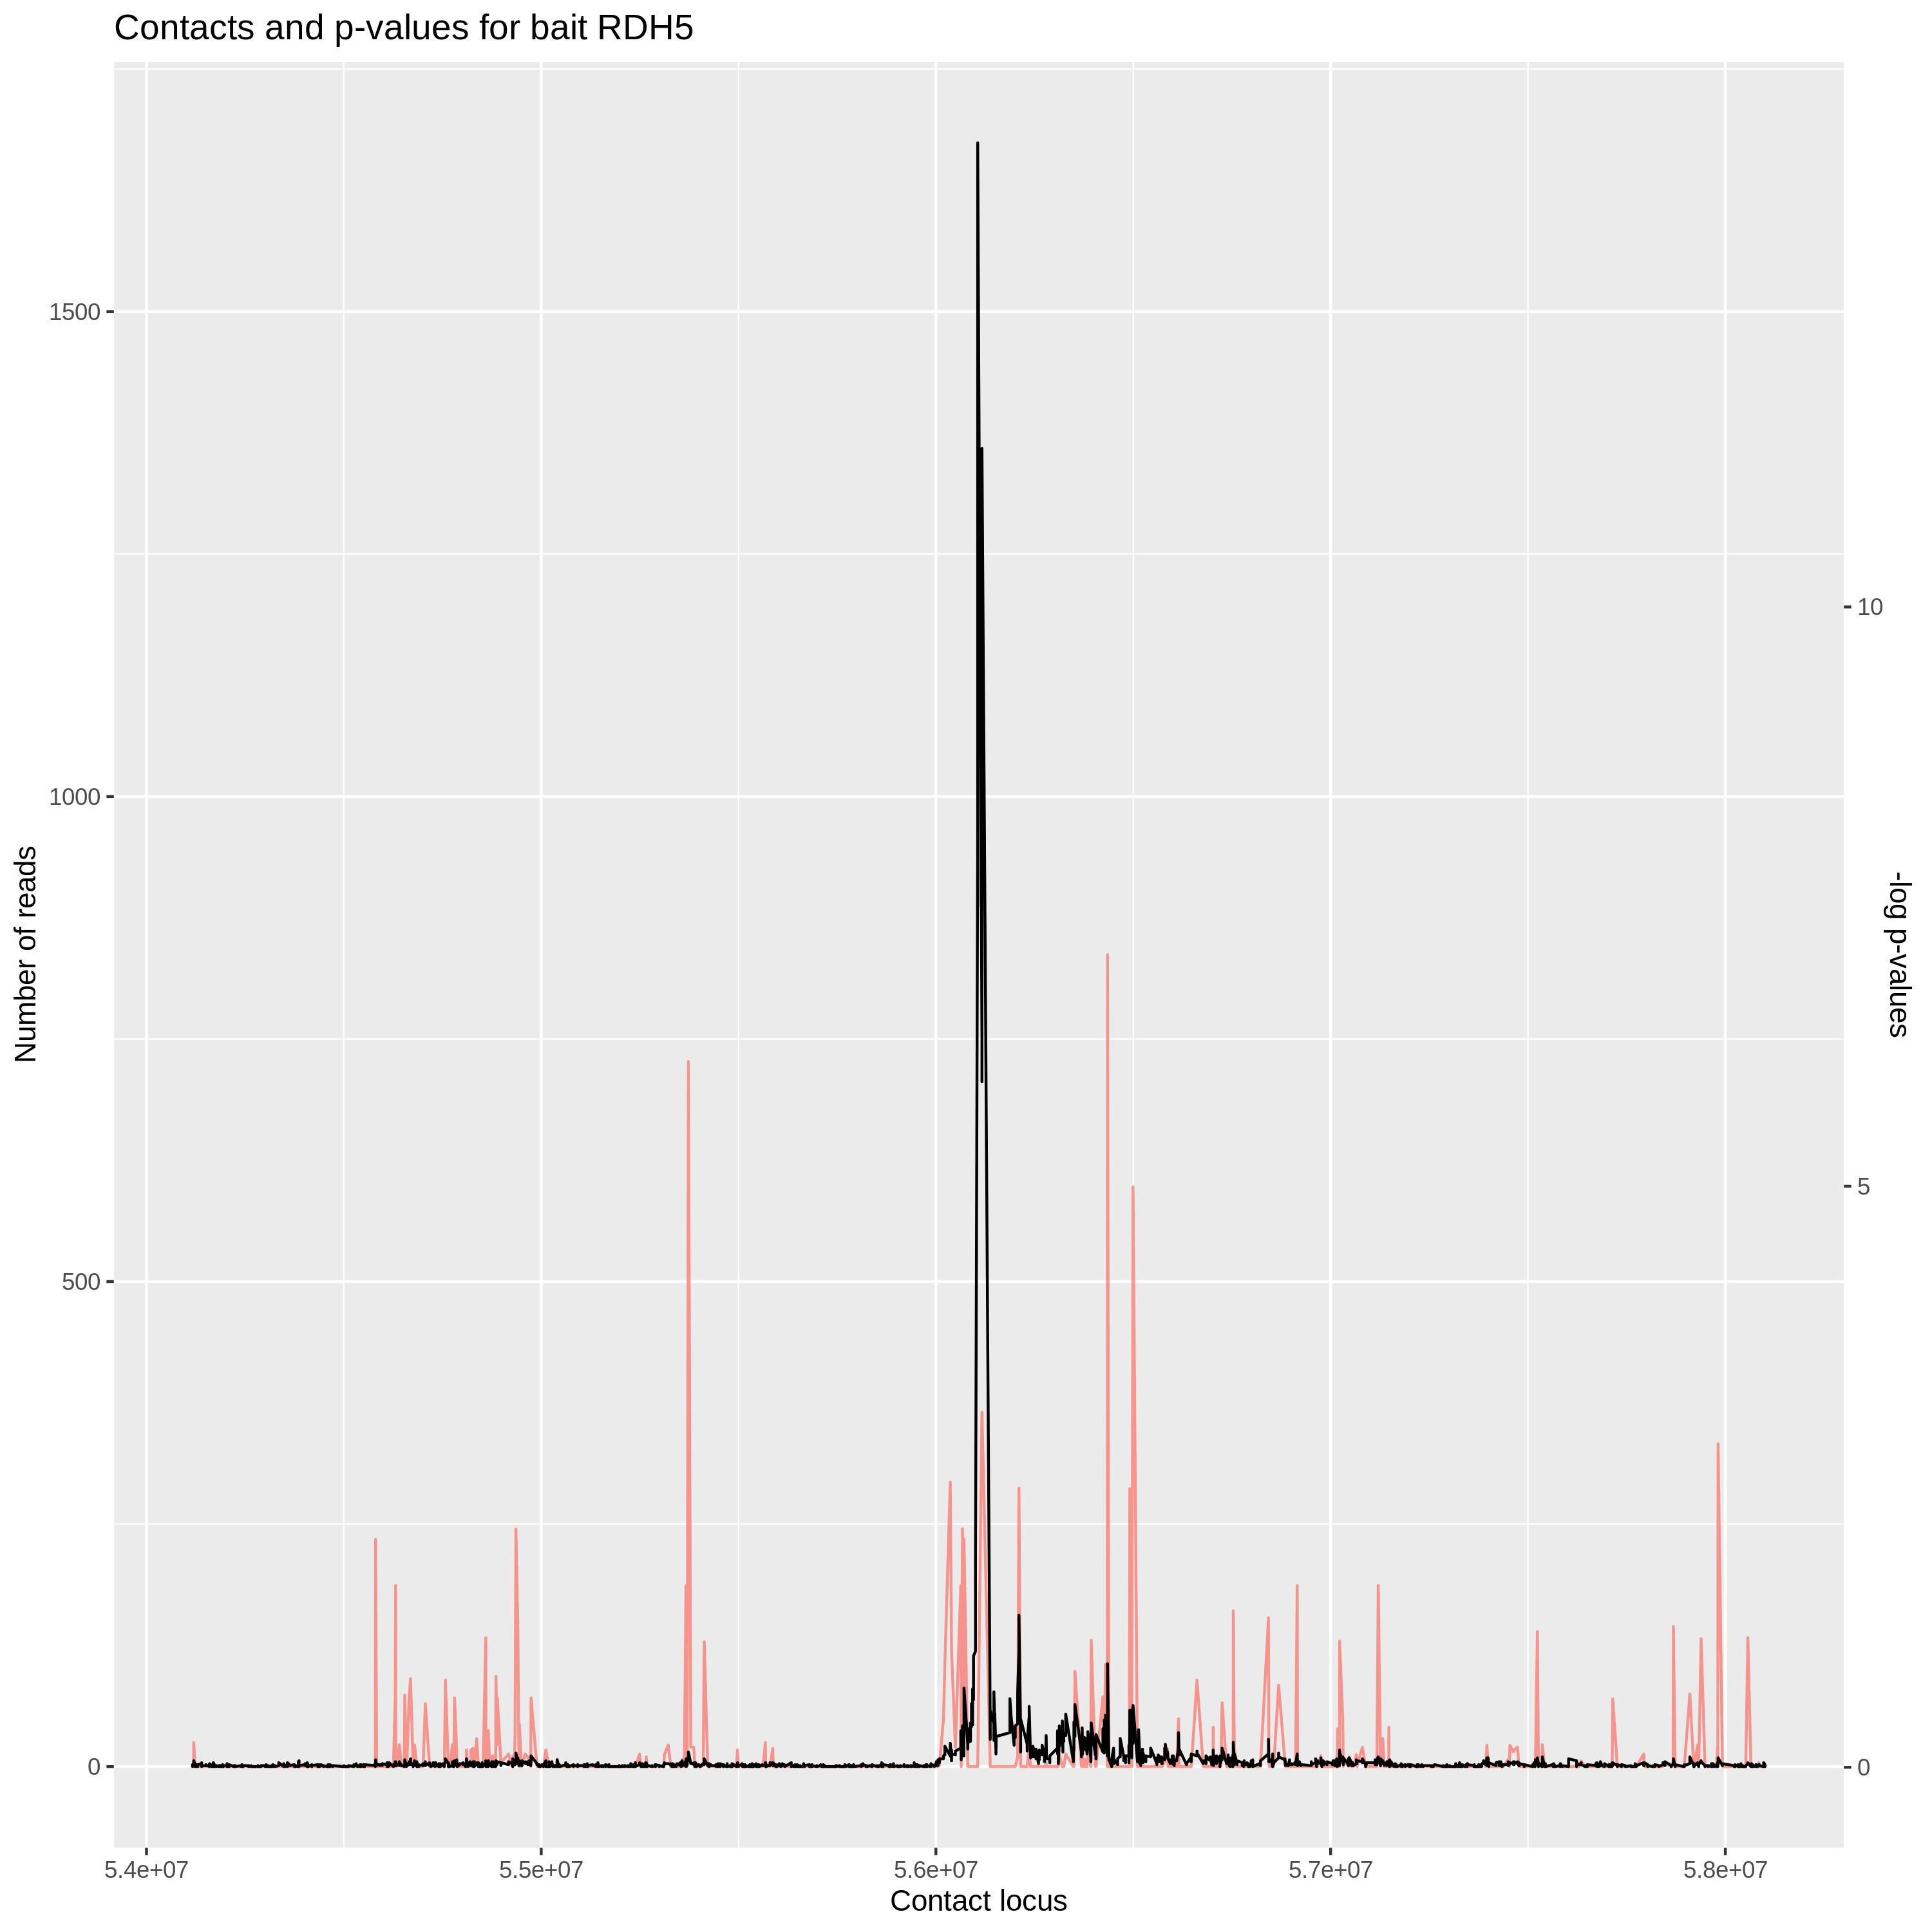 Contacts and p-values for bait RDH5
1500
1000
500
0
Number of reads
10
5
0
-log p-values
5.4e+07 5.5e+07 5.6e+07 5.7e+07 5.8e+07
Contact locus